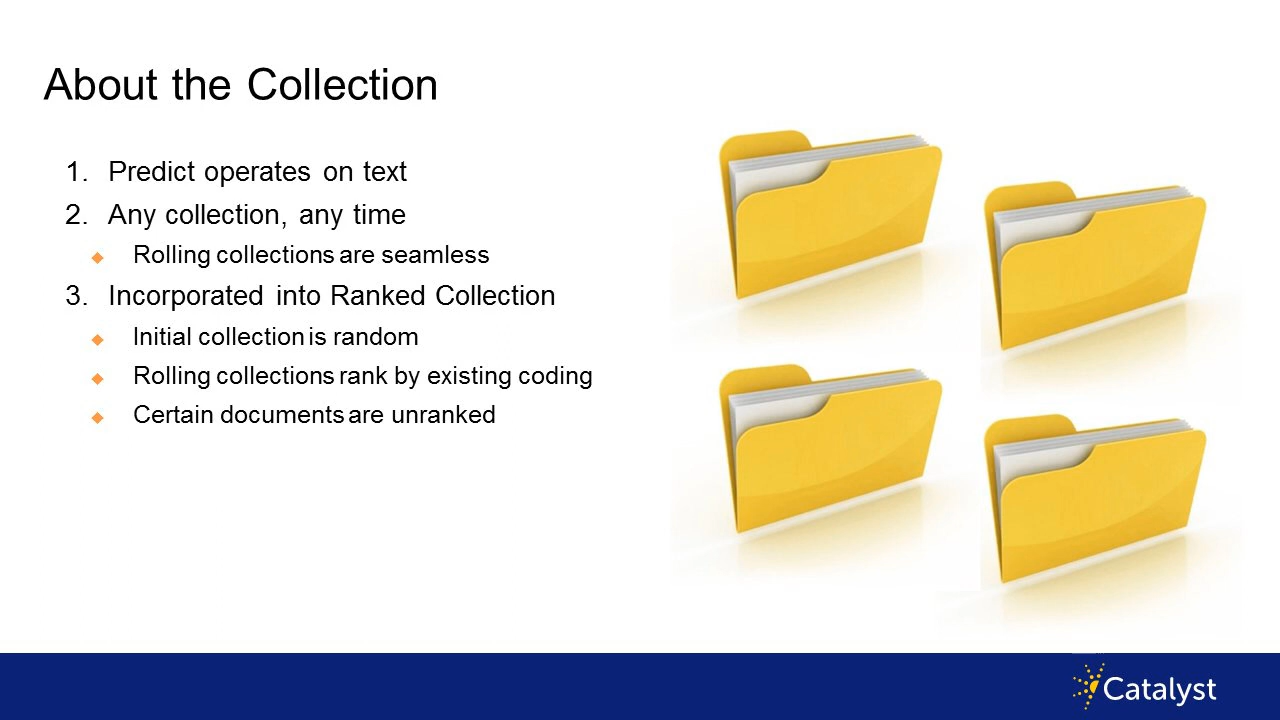 About the Collection
1. Predict operates on text
2. Any collection, any time
◆ Rolling collections are seamless
3. Incorporated into Ranked Collection
◆ Initial collection is random
◆ Rolling collections rank by existing coding
◆ Certain documents are unranked
Catalyst